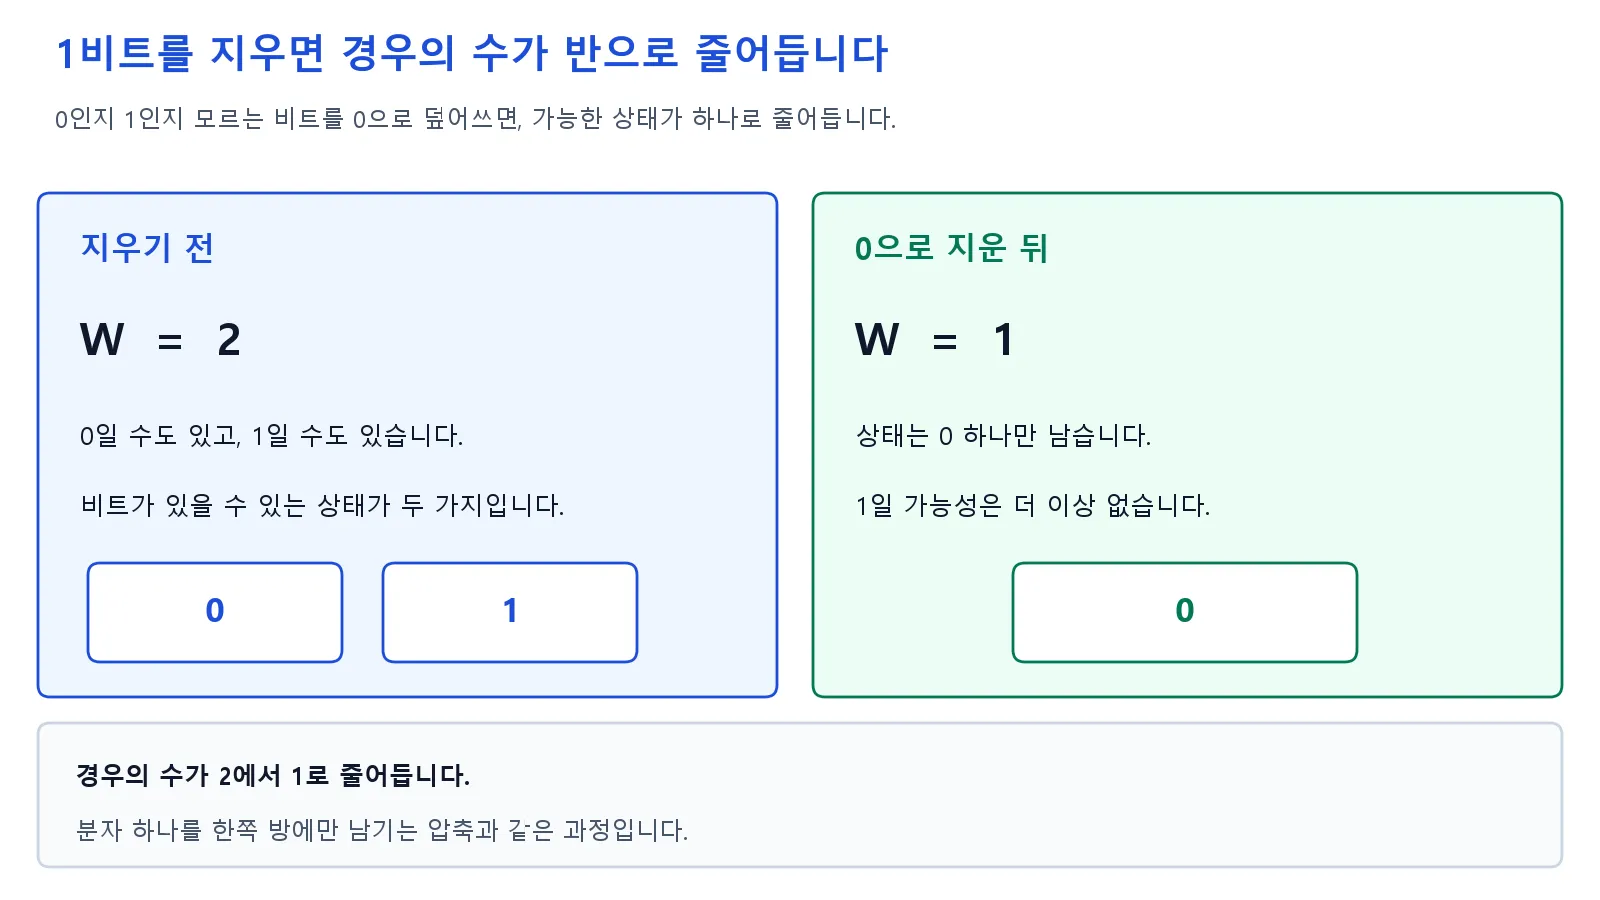 1비트를 지우면 경우의 수가 반으로 줄어듭니다
0인지 1인지 모르는 비트를 0으로 덮어쓰면, 가능한 상태가 하나로 줄어듭니다.
지우기 전
W = 2
0일 수도 있고, 1일 수도 있습니다.
비트가 있을 수 있는 상태가 두 가지입니다.
0
1
0으로 지운 뒤
W = 1
상태는 0 하나만 남습니다.
1일 가능성은 더 이상 없습니다.
0
경우의 수가 2에서 1로 줄어듭니다.
분자 하나를 한쪽 방에만 남기는 압축과 같은 과정입니다.